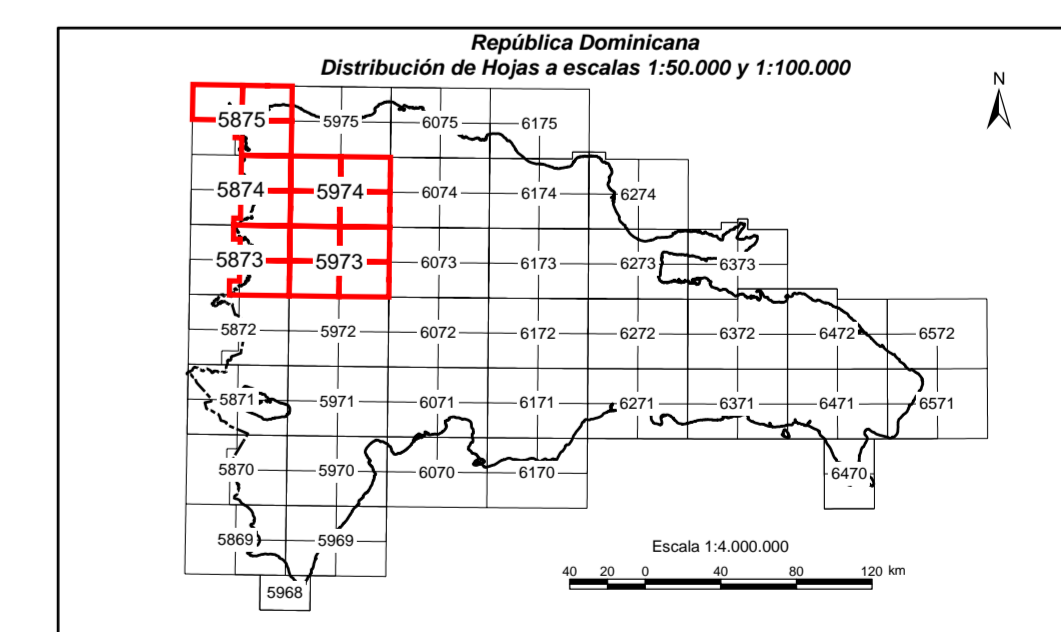 República Dominicana
Distribución de Hojas a escalas 1:50.000 y 1:100.000
N
5875 5975 6075 6175
5874 5974 6074 6174 6274
5873 5973 6073 6173 6273 6373
5872 5972 6072 6172 6272 6372 6472 6572
5871 5971 6071 6171 6271 6371 6471 6571
5870 5970 6070 6170 6470
5869 5969
Escala 1:4.000.000
40 20 0 40 80 120 km
5968